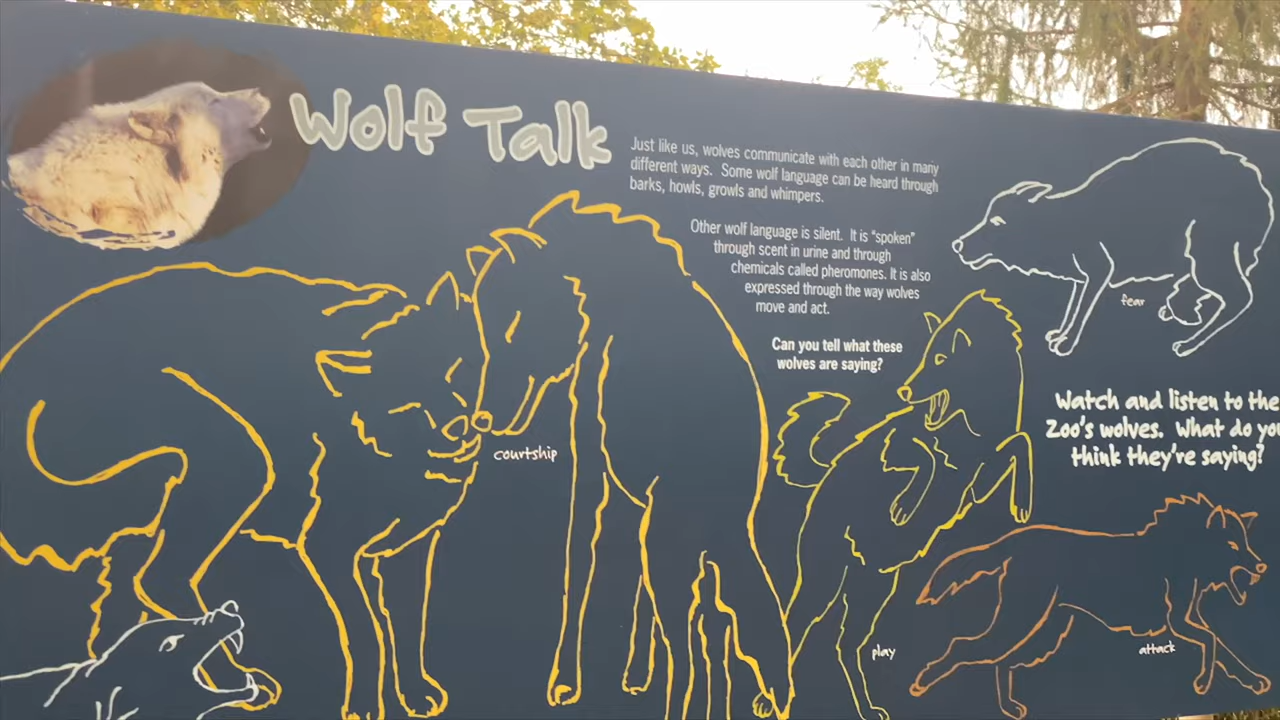 Wolf Talk
Just like us, wolves communicate with each other in many
different ways. Some wolf language can be heard through
barks, howls, growls and whimpers.
Other wolf language is silent. It is “spoken”
through scent in urine and through
chemicals called pheromones. It is also
expressed through the way wolves
move and act.
Can you tell what these
wolves are saying?
fear
Watch and listen to the
Zoo's wolves. What do you
think they're saying?
courtship
play
attack